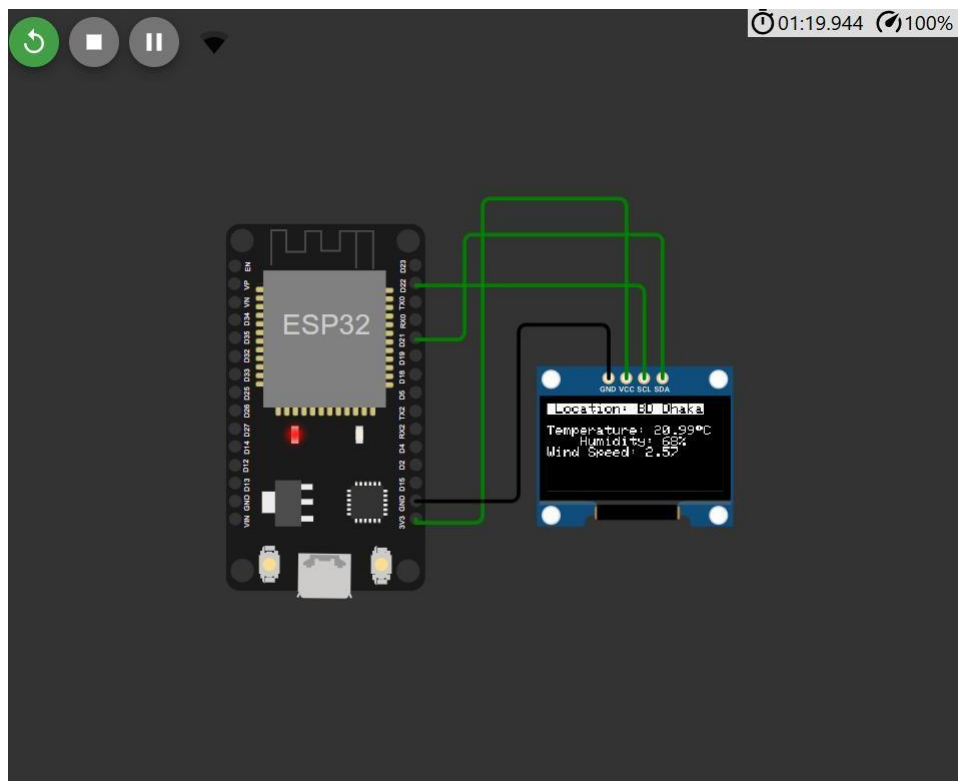 01:19.944 100%
ESP32
EN
VP
VN
D34
D35
D32
D33
D25
D26
D27
D14
D12
D13
GND
VIN
D23
D22
TX0
RX0
D21
D19
D18
D5
TX2
RX2
D4
D2
D15
GND
3V3
GND VCC SCL SDA
Location: BD Dhaka
Temperature: 20.99°C
Humidity: 68%
Wind Speed: 2.57